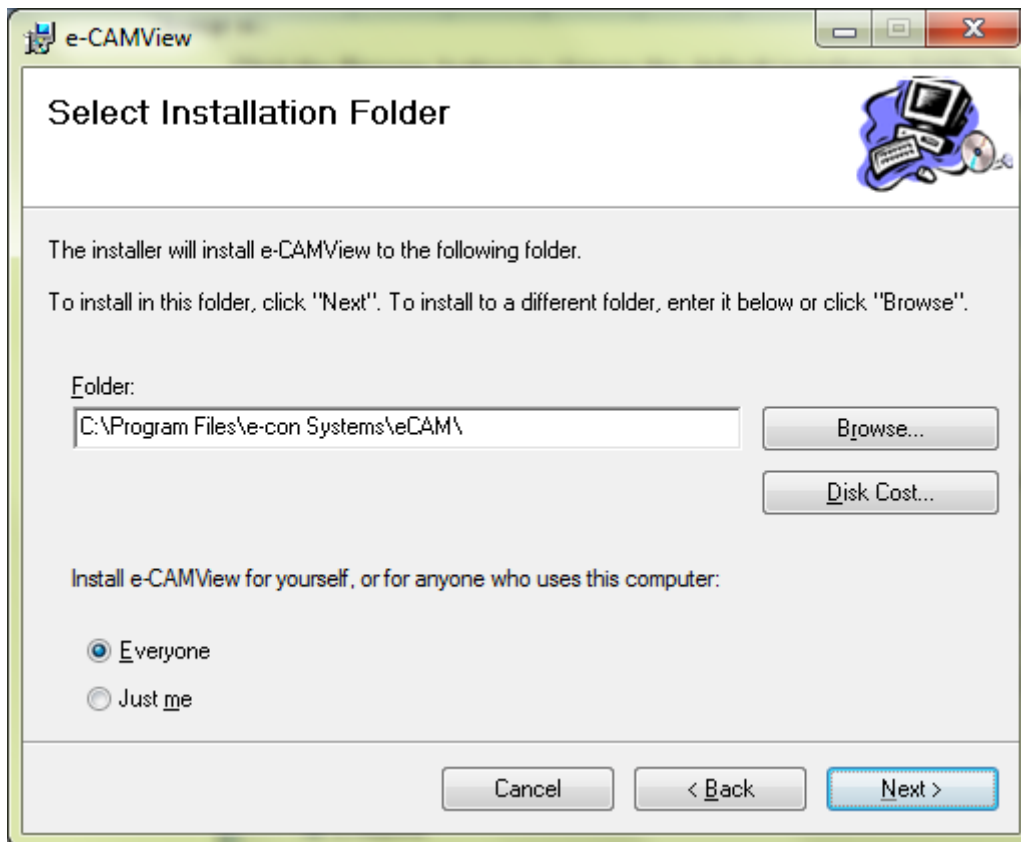 e-CAMView
Select Installation Folder
The installer will install e-CAMView to the following folder.
To install in this folder, click "Next". To install to a different folder, enter it below or click "Browse".
Folder:
C:\Program Files\e-con Systems\eCAM\
Browse...
Disk Cost...
Install e-CAMView for yourself, or for anyone who uses this computer:
Everyone
Just me
Cancel
< Back
Next >